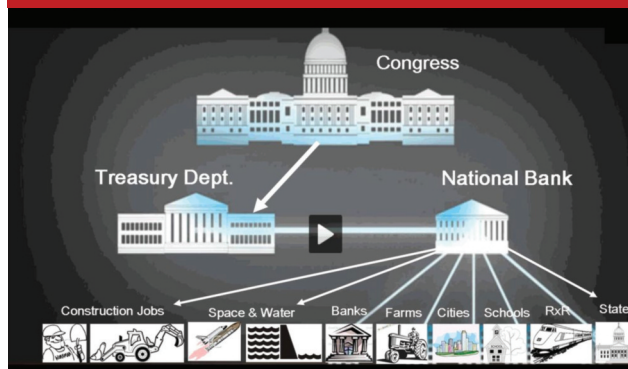 Congress
Treasury Dept.
National Bank
Construction Jobs
Space & Water
Banks
Farms
Cities
Schools
RxR
State